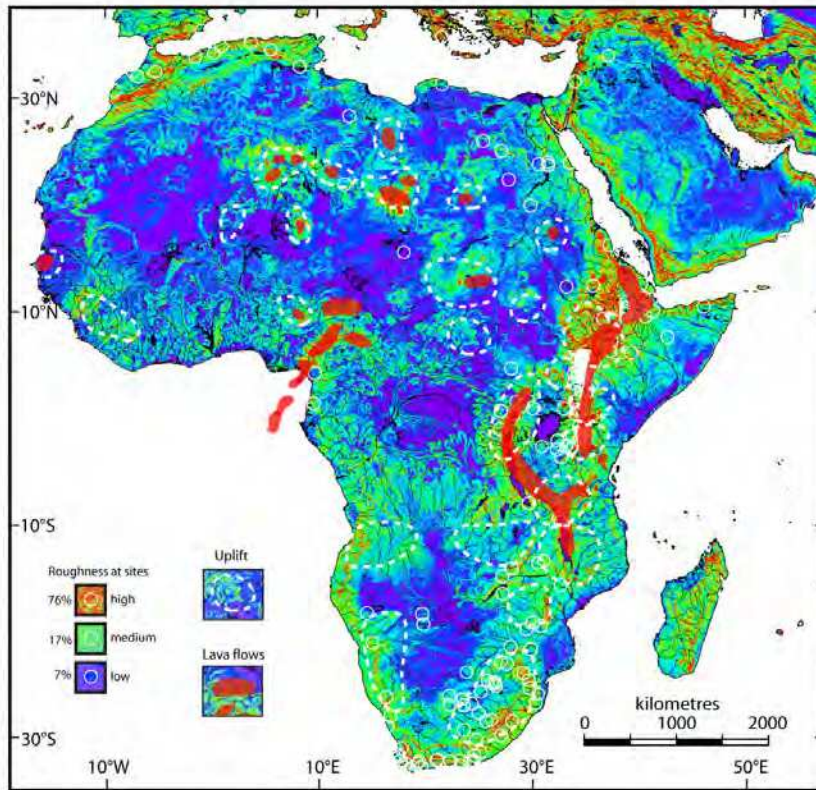 30°N
10°N
10°S
30°S
Roughness at sites
76% high
17% medium
7% low
Uplift
Lava flows
kilometres
0 1000 2000
10°W 10°E 30°E 50°E